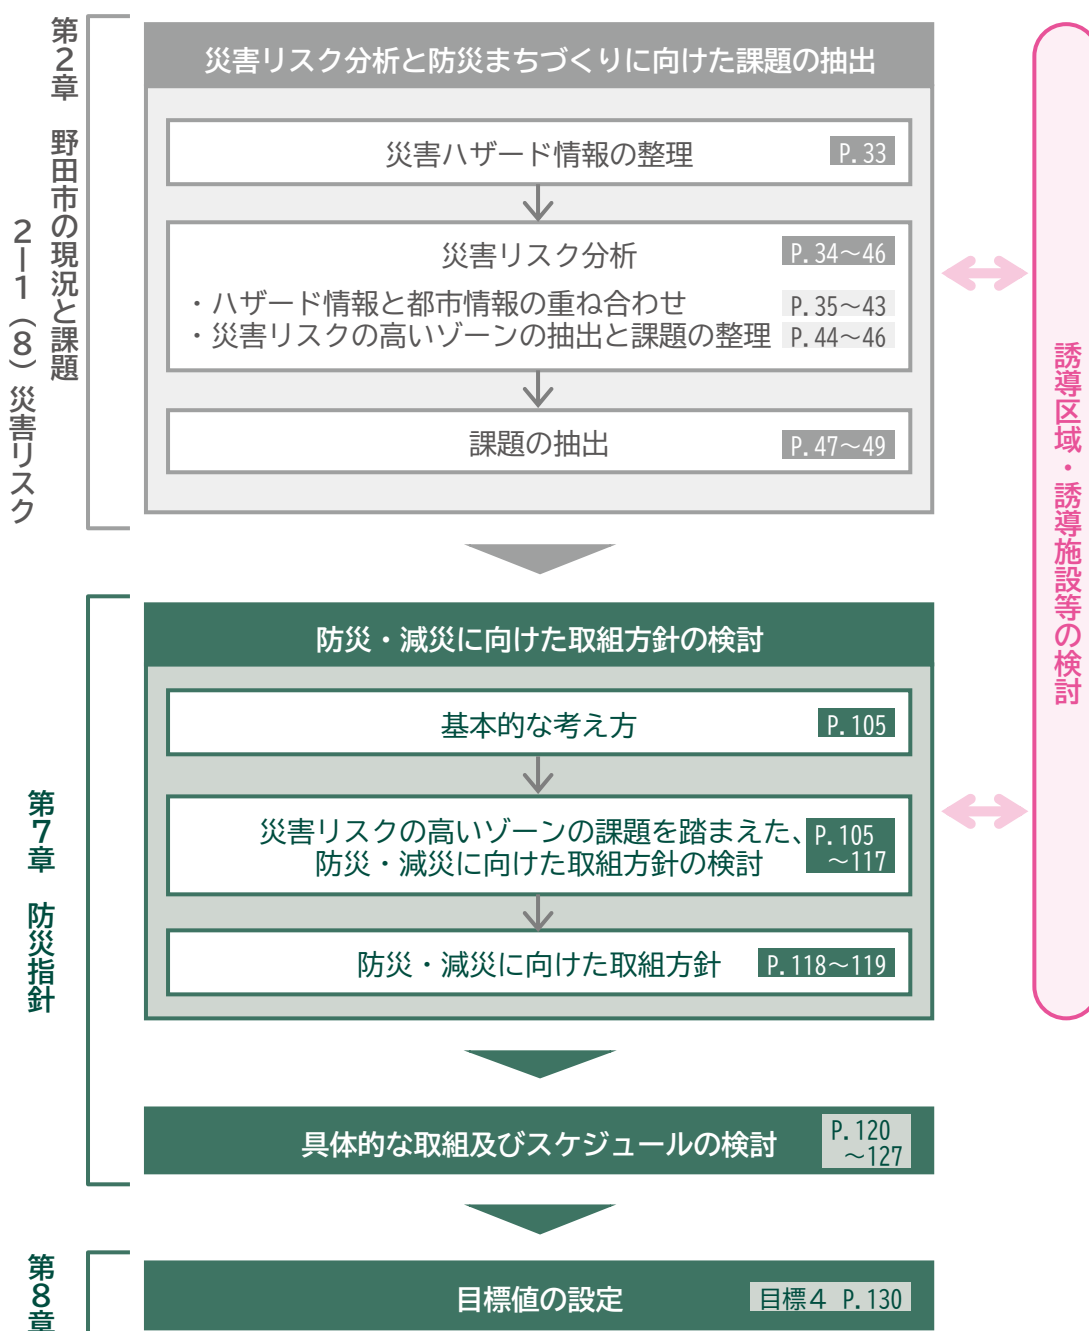 第2章　野田市の現況と課題
2－1（8）災害リスク
災害リスク分析と防災まちづくりに向けた課題の抽出
災害ハザード情報の整理 P.33
災害リスク分析 P.34～46
・ハザード情報と都市情報の重ね合わせ P.35～43
・災害リスクの高いゾーンの抽出と課題の整理 P.44～46
課題の抽出 P.47～49
誘導区域・誘導施設等の検討
第7章　防災指針
防災・減災に向けた取組方針の検討
基本的な考え方 P.105
災害リスクの高いゾーンの課題を踏まえた、
防災・減災に向けた取組方針の検討
P.105
～117
防災・減災に向けた取組方針 P.118～119
具体的な取組及びスケジュールの検討
P.120
～127
第8章
目標値の設定 目標4 P.130